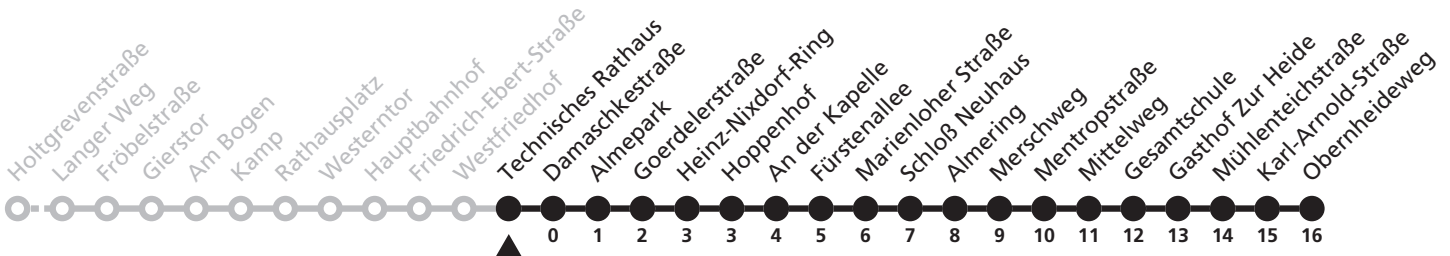 Holtgrevenstraße
Langer Weg
Fröbelstraße
Gierstor
Am Bogen
Kamp
Rathausplatz
Westerntor
Hauptbahnhof
Friedrich-Ebert-Straße
Westfriedhof
Technisches Rathaus
Damaschkestraße
Almepark
Goerdelerstraße
Heinz-Nixdorf-Ring
Hoppenhof
An der Kapelle
Fürstenallee
Marienloher Straße
Schloß Neuhaus
Almering
Merschweg
Mentropstraße
Mittelweg
Gesamtschule
Gasthof Zur Heide
Mühlenteichstraße
Karl-Arnold-Straße
Obernheideweg
0 1 2 3 3 4 5 6 7 8 9 10 11 12 13 14 15 16